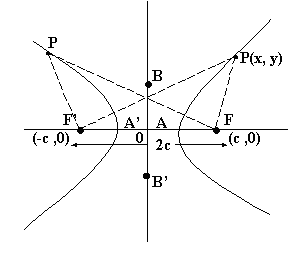 P
P(x, y)
B
F' A' A F
(-c ,0) 0 2c (c ,0)
B'